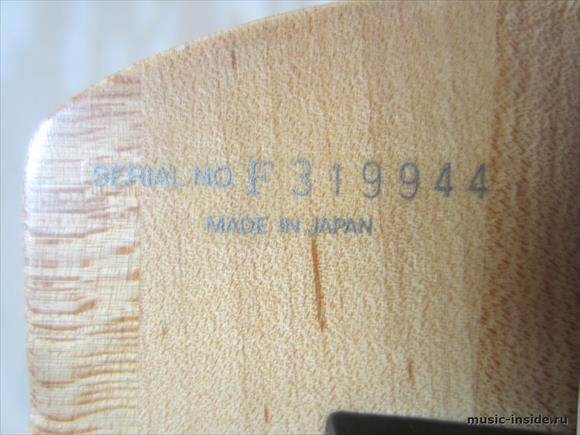 SERIAL NO. F 319944
MADE IN JAPAN
music-inside.ru